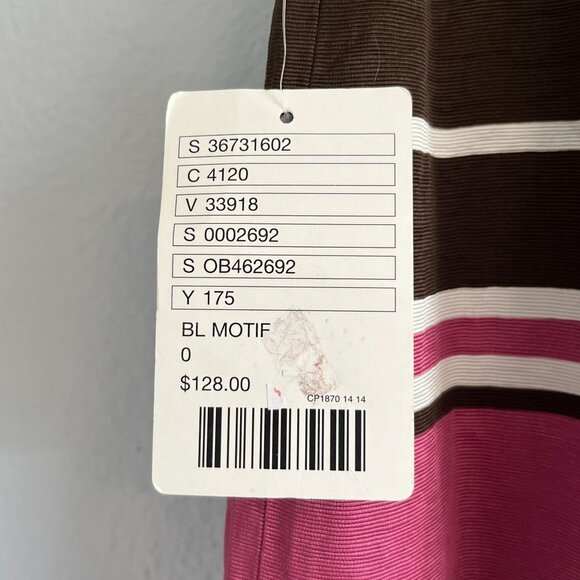 S 36731602
C 4120
V 33918
S 0002692
S OB462692
Y 175
BL MOTIF
0
$128.00
CP1870 14 14